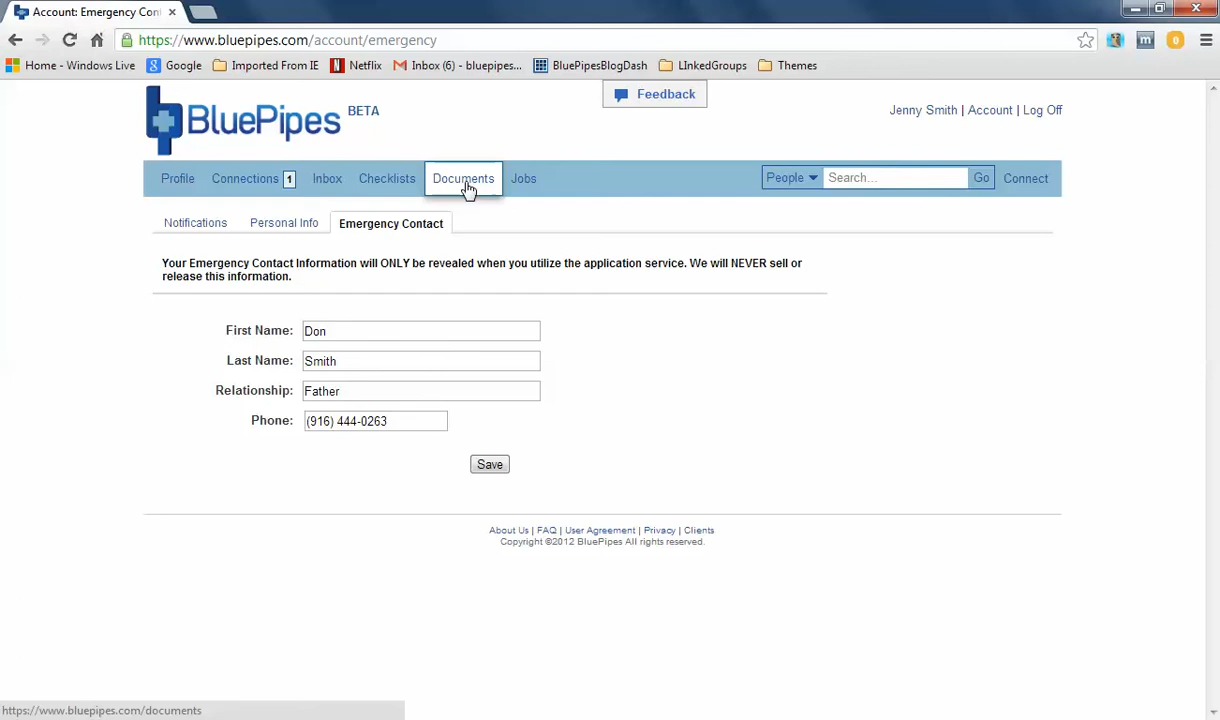 Account: Emergency Cont
https://www.bluepipes.com/account/emergency
Home - Windows Live Google Imported From IE Netflix Inbox (6) - bluepipes... BluePipesBlogDash LInkedGroups Themes
Feedback
BluePipes BETA
Jenny Smith | Account | Log Off
Profile Connections 1 Inbox Checklists Documents Jobs People Search... Go Connect
Notifications Personal Info Emergency Contact
Your Emergency Contact Information will ONLY be revealed when you utilize the application service. We will NEVER sell or
release this information.
First Name: Don
Last Name: Smith
Relationship: Father
Phone: (916) 444-0263
Save
About Us | FAQ | User Agreement | Privacy | Clients
Copyright ©2012 BluePipes All rights reserved.
https://www.bluepipes.com/documents